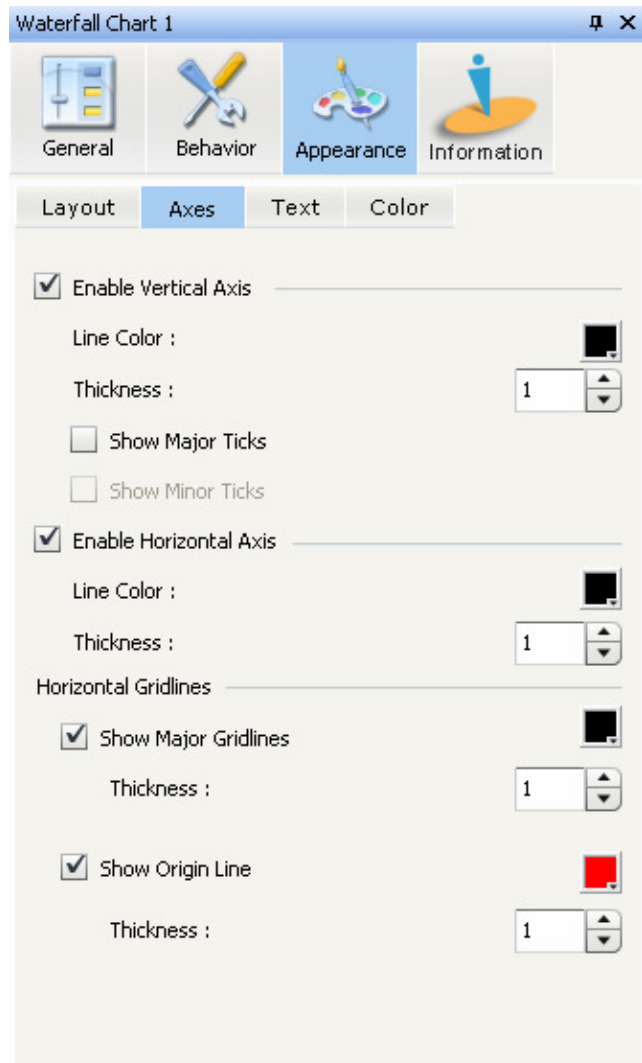 Waterfall Chart 1
General Behavior Appearance Information
Layout Axes Text Color
Enable Vertical Axis
Line Color :
Thickness : 1
Show Major Ticks
Show Minor Ticks
Enable Horizontal Axis
Line Color :
Thickness : 1
Horizontal Gridlines
Show Major Gridlines
Thickness : 1
Show Origin Line
Thickness : 1